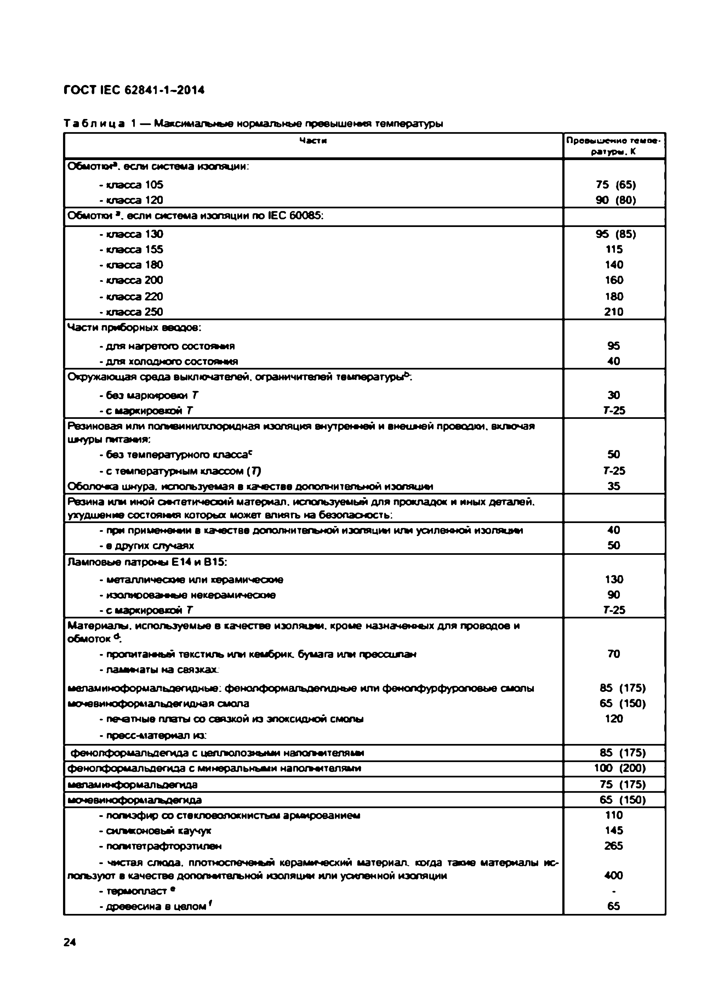 ГОСТ IEC 62841-1–2014
Таблица 1 — Максимальные нормальные превышения температуры
Части
Превышение темпе-
ратуры, К
Обмоткиᵃ, если система изоляции:
- класса 105 75 (65)
- класса 120 90 (80)
Обмотки ᵃ, если система изоляции по IEC 60085:
- класса 130 95 (85)
- класса 155 115
- класса 180 140
- класса 200 160
- класса 220 180
- класса 250 210
Части приборных вводов:
- для нагретого состояния 95
- для холодного состояния 40
Окружающая среда выключателей, ограничителей температурыᵇ:
- без маркировки Т 30
- с маркировкой Т Т-25
Резиновая или поливинилхлоридная изоляция внутренней и внешней проводки, включая
шнуры питания:
- без температурного классаᶜ 50
- с температурным классом (Т) Т-25
Оболочка шнура, используемая в качестве дополнительной изоляции 35
Резина или иной синтетический материал, используемый для прокладок и иных деталей,
ухудшение состояния которых может влиять на безопасность:
- при применении в качестве дополнительной изоляции или усиленной изоляции 40
- в других случаях 50
Ламповые патроны Е14 и В15:
- металлические или керамические 130
- изолированные некерамические 90
- с маркировкой Т Т-25
Материалы, используемые в качестве изоляции, кроме назначенных для проводов и
обмоток ᵈ:
- пропитанный текстиль или кембрик, бумага или прессшпан 70
- ламинаты на связках:
меламиноформальдегидные; фенолформальдегидные или фенолфурфуроловые смолы 85 (175)
мочевиноформальдегидная смола 65 (150)
- печатные платы со связкой из эпоксидной смолы 120
- пресс-материал из:
фенолформальдегида с целлюлозными наполнителями 85 (175)
фенолформальдегида с минеральными наполнителями 100 (200)
меламинформальдегида 75 (175)
мочевиноформальдегида 65 (150)
- полиэфир со стекловолокнистым армированием 110
- силиконовый каучук 145
- политетрафторэтилен 265
- чистая слюда, плотноспеченый керамический материал, когда такие материалы ис-
пользуют в качестве дополнительной изоляции или усиленной изоляции 400
- термопласт ᵉ -
- древесина в целом ᶠ 65
24